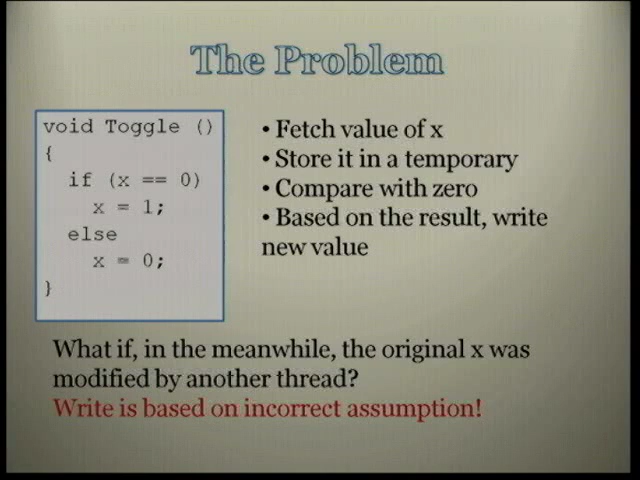 The Problem
void Toggle ()
{
if (x == 0)
x = 1;
else
x = 0;
}
• Fetch value of x
• Store it in a temporary
• Compare with zero
• Based on the result, write
new value
What if, in the meanwhile, the original x was
modified by another thread?
Write is based on incorrect assumption!